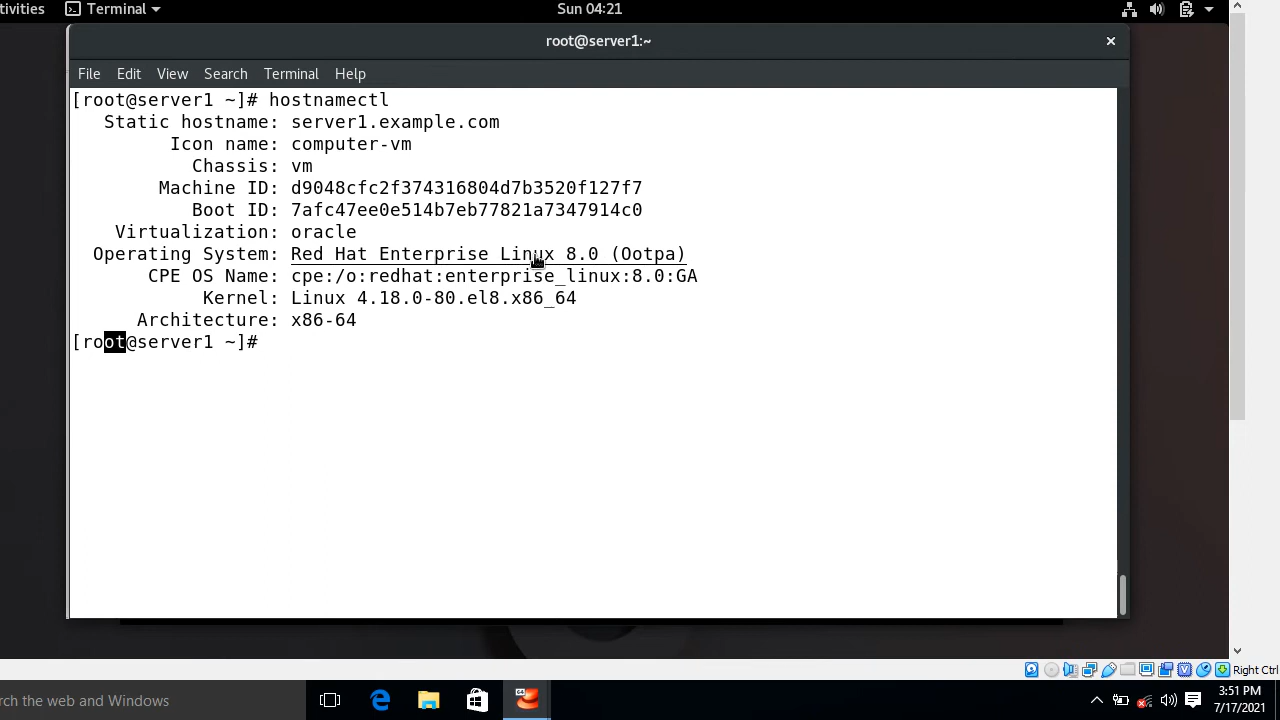 tivities Terminal Sun 04:21
root@server1:~ ×
File Edit View Search Terminal Help
[root@server1 ~]# hostnamectl
Static hostname: server1.example.com
Icon name: computer-vm
Chassis: vm
Machine ID: d9048cfc2f374316804d7b3520f127f7
Boot ID: 7afc47ee0e514b7eb77821a7347914c0
Virtualization: oracle
Operating System: Red Hat Enterprise Linux 8.0 (Ootpa)
CPE OS Name: cpe:/o:redhat:enterprise_linux:8.0:GA
Kernel: Linux 4.18.0-80.el8.x86_64
Architecture: x86-64
[root@server1 ~]#
Right Ctrl
rch the web and Windows
3:51 PM
7/17/2021